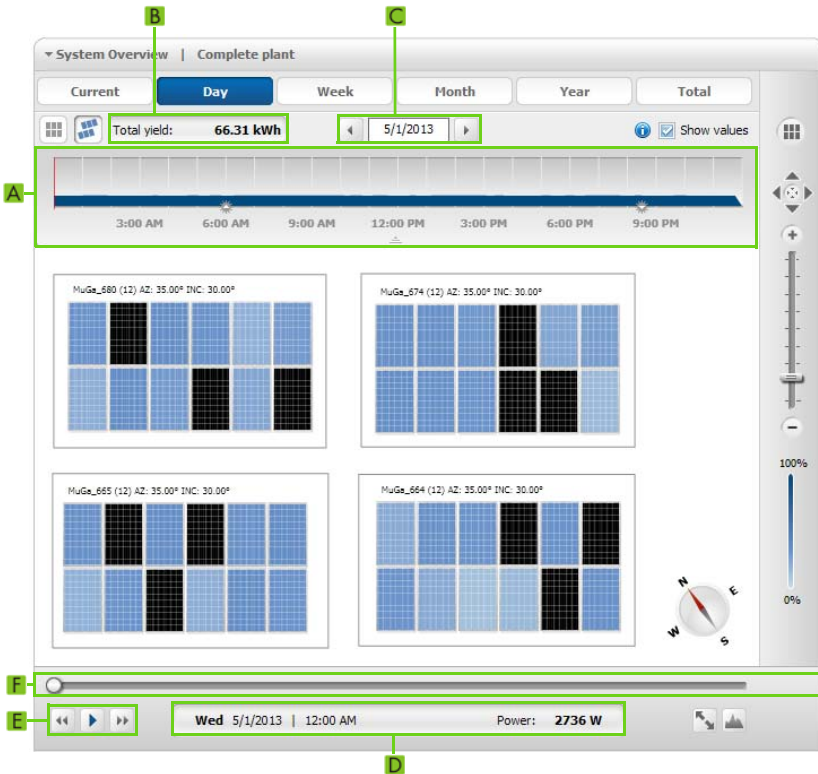 B
C
System Overview | Complete plant
Current
Day
Week
Month
Year
Total
Total yield: 66.31 kWh
5/1/2013
Show values
A
3:00 AM
6:00 AM
9:00 AM
12:00 PM
3:00 PM
6:00 PM
9:00 PM
MuGa_680 (12) AZ: 35.00° INC: 30.00°
MuGa_674 (12) AZ: 35.00° INC: 30.00°
100%
MuGa_665 (12) AZ: 35.00° INC: 30.00°
MuGa_664 (12) AZ: 35.00° INC: 30.00°
0%
N
E
W
S
F
E
Wed 5/1/2013 | 12:00 AM
Power: 2736 W
D